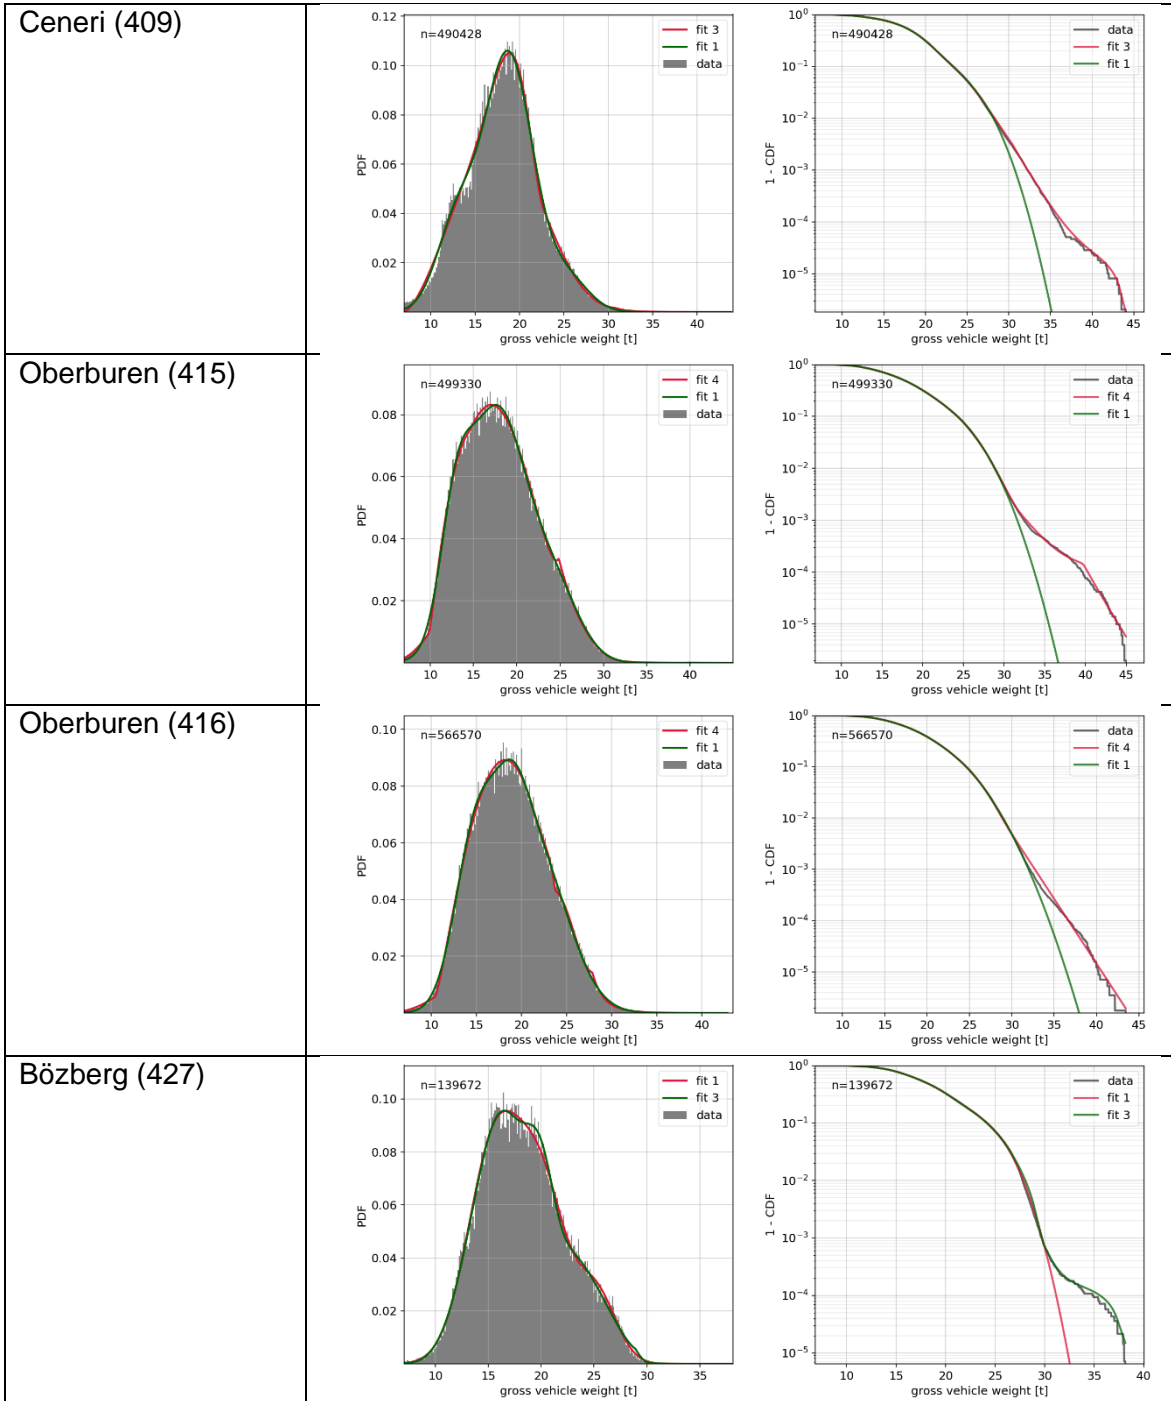 Ceneri (409)
n=490428
fit 3
fit 1
data
PDF
0.12
0.10
0.08
0.06
0.04
0.02
10 15 20 25 30 35 40
gross vehicle weight [t]
n=490428
data
fit 3
fit 1
1 - CDF
10^0
10^-1
10^-2
10^-3
10^-4
10^-5
10 15 20 25 30 35 40 45
gross vehicle weight [t]
Oberburen (415)
n=499330
fit 4
fit 1
data
PDF
0.08
0.06
0.04
0.02
10 15 20 25 30 35 40
gross vehicle weight [t]
n=499330
data
fit 4
fit 1
1 - CDF
10^0
10^-1
10^-2
10^-3
10^-4
10^-5
10 15 20 25 30 35 40 45
gross vehicle weight [t]
Oberburen (416)
n=566570
fit 4
fit 1
data
PDF
0.10
0.08
0.06
0.04
0.02
10 15 20 25 30 35 40
gross vehicle weight [t]
n=566570
data
fit 4
fit 1
1 - CDF
10^0
10^-1
10^-2
10^-3
10^-4
10^-5
10 15 20 25 30 35 40 45
gross vehicle weight [t]
Bözberg (427)
n=139672
fit 1
fit 3
data
PDF
0.10
0.08
0.06
0.04
0.02
10 15 20 25 30 35
gross vehicle weight [t]
n=139672
data
fit 1
fit 3
1 - CDF
10^0
10^-1
10^-2
10^-3
10^-4
10^-5
10 15 20 25 30 35 40
gross vehicle weight [t]